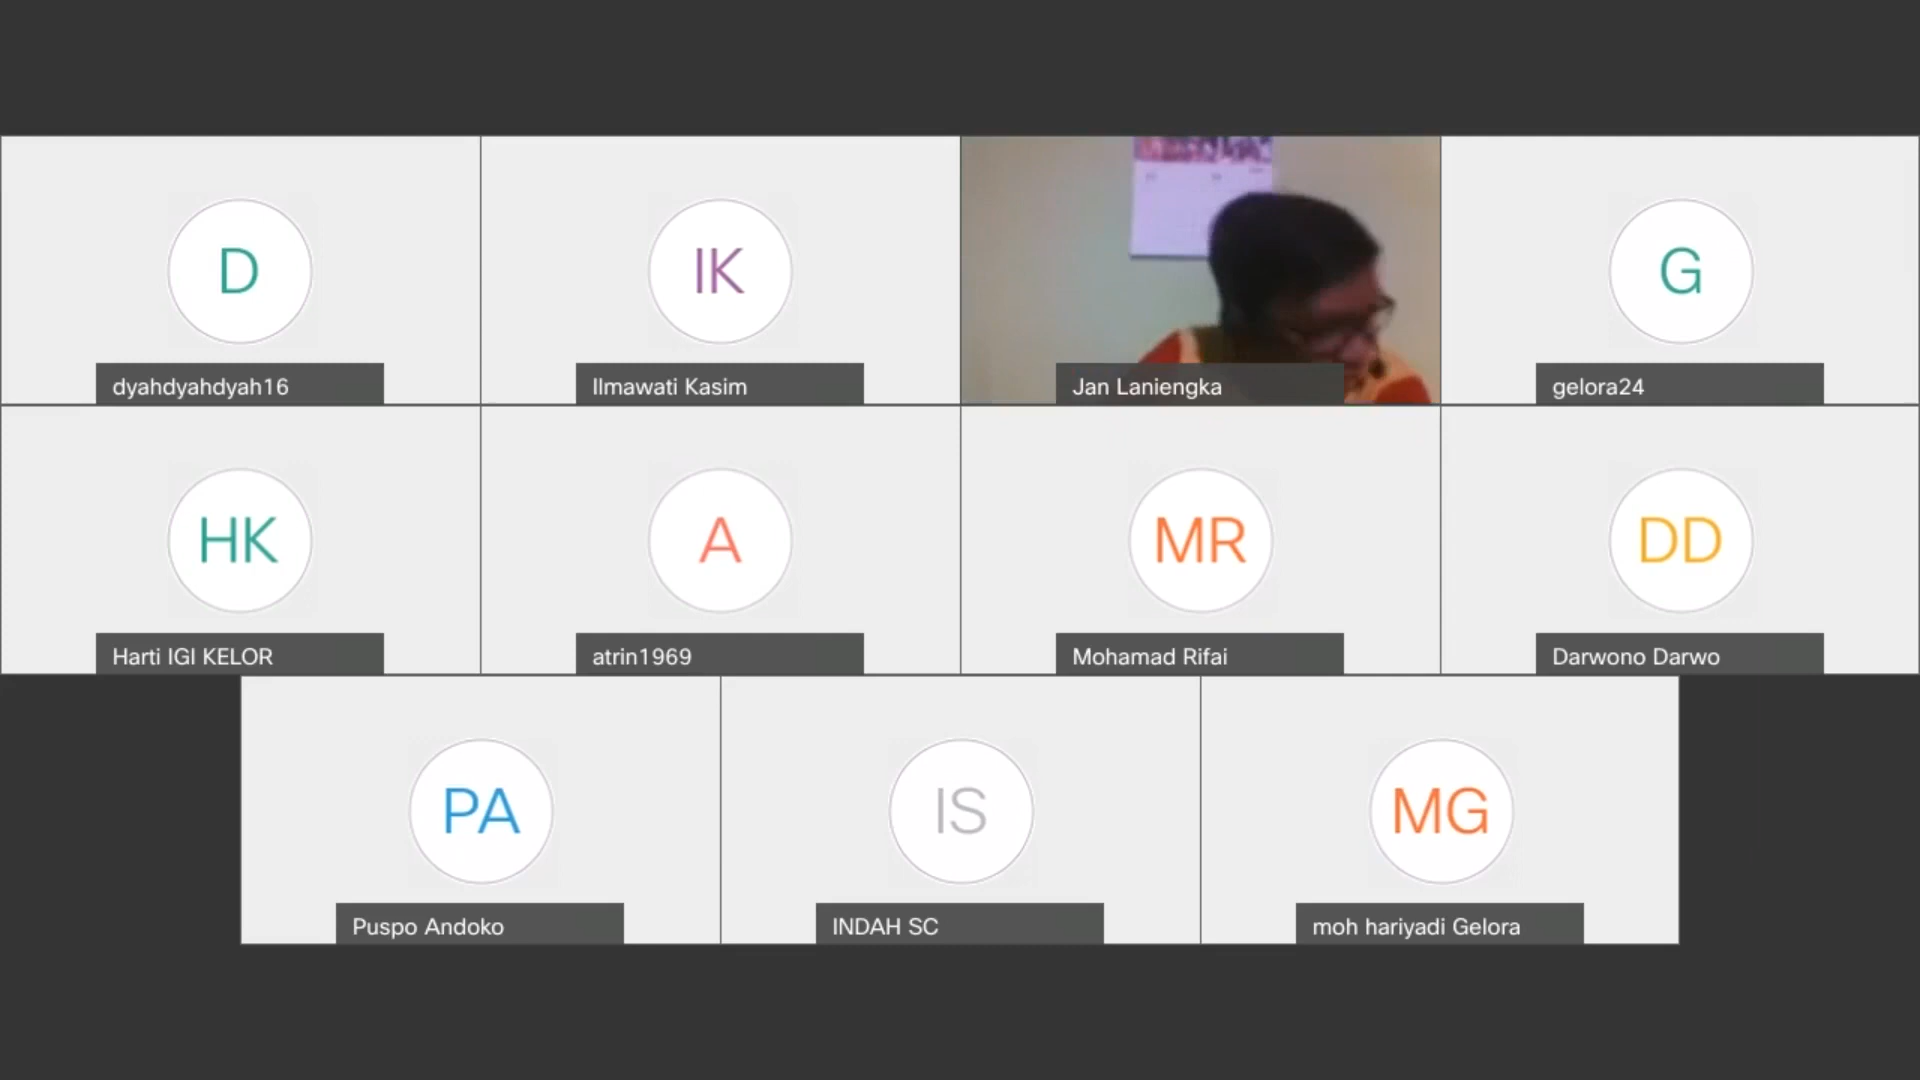 D
dyahdyahdyah16
IK
Ilmawati Kasim
Jan Laniengka
G
gelora24
HK
Harti IGI KELOR
A
atrin1969
MR
Mohamad Rifai
DD
Darwono Darwo
PA
Puspo Andoko
IS
INDAH SC
MG
moh hariyadi Gelora